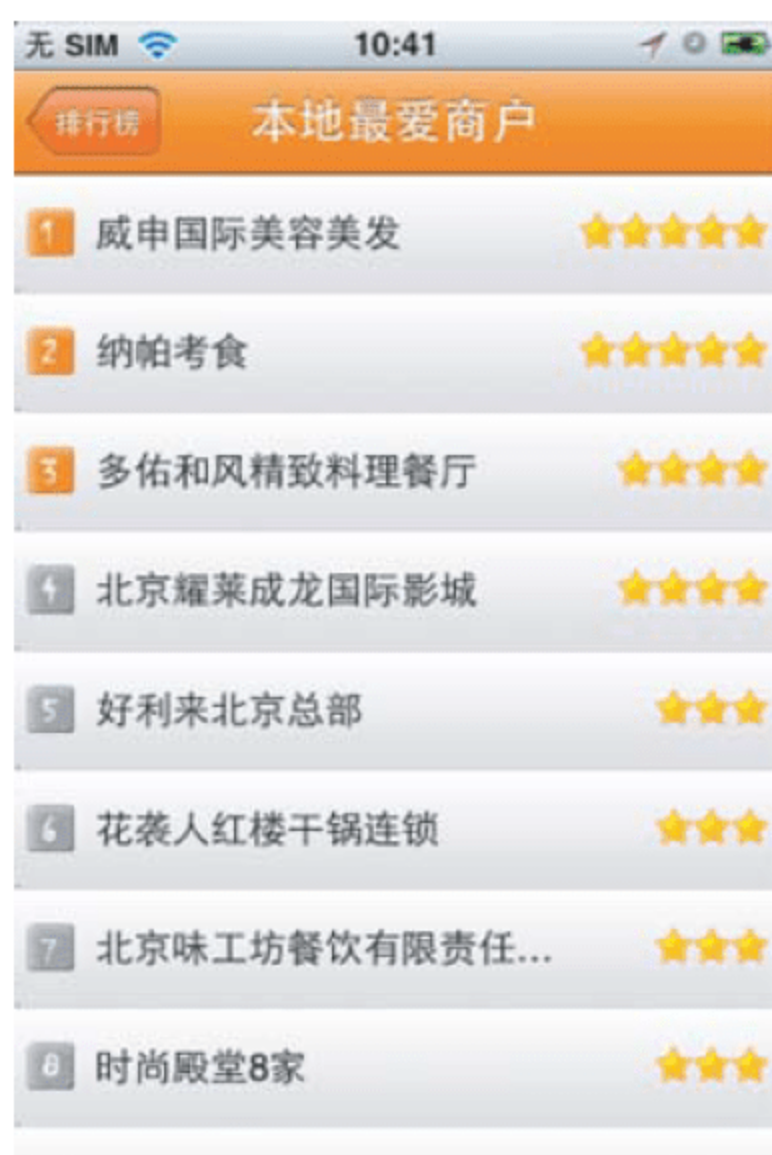 无 SIM 10:41
排行榜 本地最爱商户
1 威申国际美容美发
2 纳帕考食
3 多佑和风精致料理餐厅
4 北京耀莱成龙国际影城
5 好利来北京总部
6 花袭人红楼干锅连锁
7 北京味工坊餐饮有限责任...
8 时尚殿堂8家